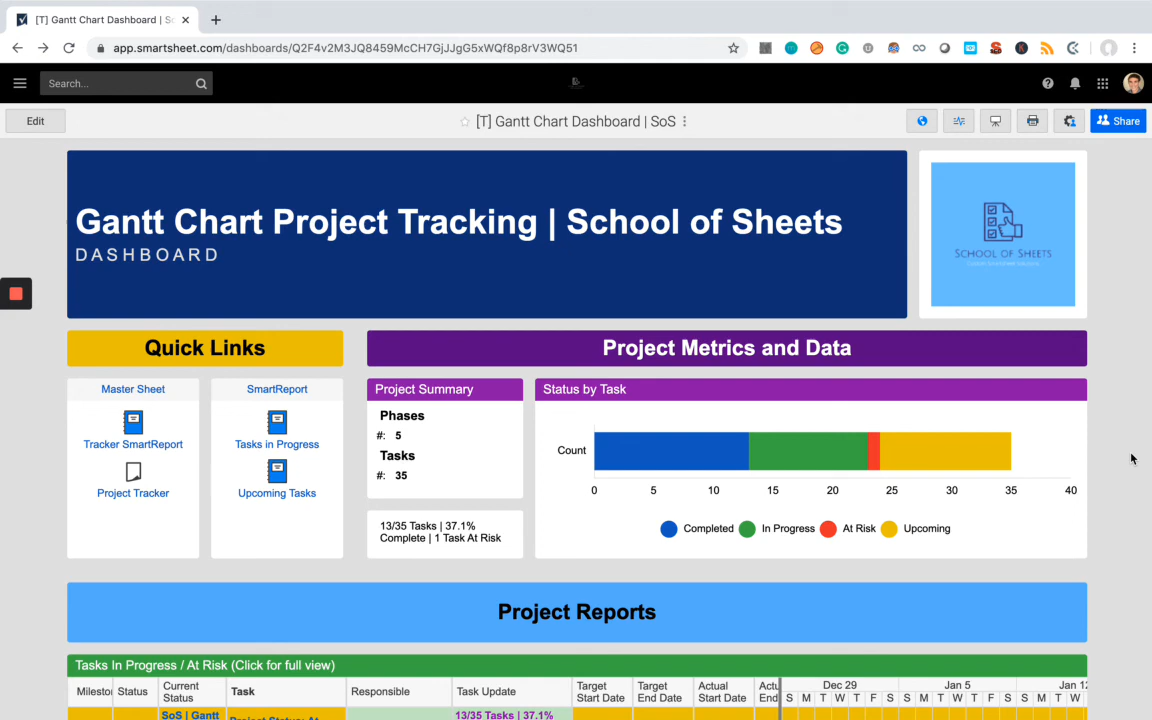 [T] Gantt Chart Dashboard | S
app.smartsheet.com/dashboards/Q2F4v2M3JQ8459McCH7GjJJgG5xWQf8p8rV3WQ51
Search...
Edit
[T] Gantt Chart Dashboard | SoS
Share
Gantt Chart Project Tracking | School of Sheets
DASHBOARD
SCHOOL OF SHEETS
Quick Links
Project Metrics and Data
Master Sheet
SmartReport
Tracker SmartReport
Tasks in Progress
Project Tracker
Upcoming Tasks
Project Summary
Phases
#: 5
Tasks
#: 35
13/35 Tasks | 37.1%
Complete | 1 Task At Risk
Status by Task
Count
0 5 10 15 20 25 30 35 40
Completed In Progress At Risk Upcoming
Project Reports
Tasks In Progress / At Risk (Click for full view)
Milesto Status Current Status Task Responsible Task Update Target Start Date Target End Date Actual Start Date Actu End
Dec 29 Jan 5 Jan 12
S M T W T F S S M T W T F S S M T W
SoS | Gantt
Project Status: At
13/35 Tasks | 37.1%